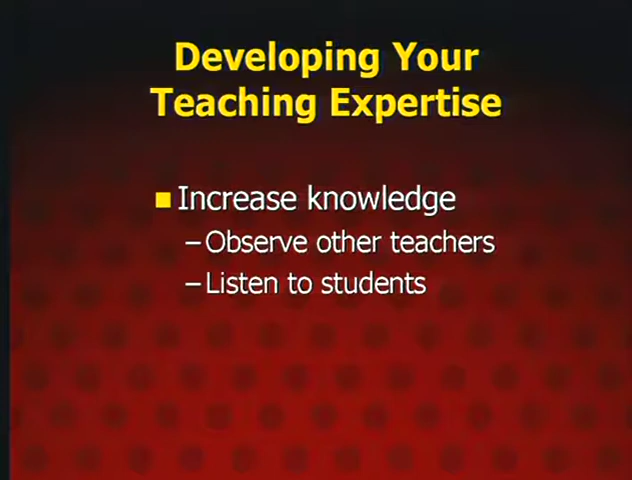 Developing Your
Teaching Expertise
Increase knowledge
–Observe other teachers
–Listen to students